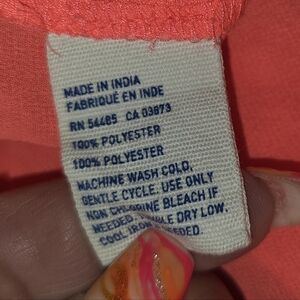 MADE IN INDIA
FABRIQUÉ EN INDE
RN 54485 CA 03873
100% POLYESTER
100% POLYESTER
MACHINE WASH COLD,
GENTLE CYCLE. USE ONLY
NON CHLORINE BLEACH IF
NEEDED. TUMBLE DRY LOW.
COOL IRON NEEDED.